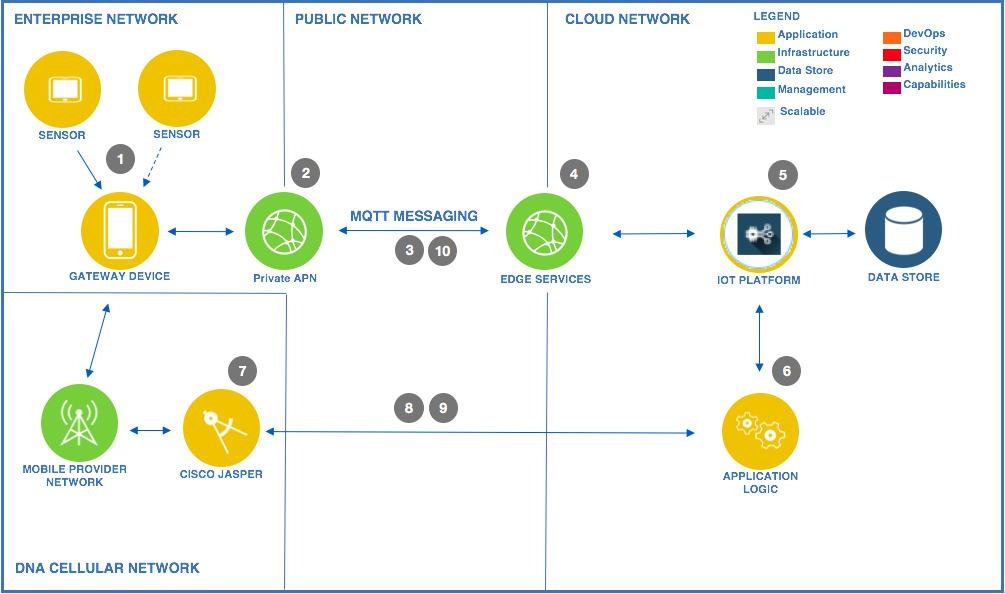 ENTERPRISE NETWORK
PUBLIC NETWORK
CLOUD NETWORK
LEGEND
Application
Infrastructure
Data Store
Management
Scalable
DevOps
Security
Analytics
Capabilities
SENSOR
SENSOR
1
2
4
5
MQTT MESSAGING
3
10
GATEWAY DEVICE
Private APN
EDGE SERVICES
IOT PLATFORM
DATA STORE
7
6
8
9
MOBILE PROVIDER
NETWORK
CISCO JASPER
APPLICATION
LOGIC
DNA CELLULAR NETWORK